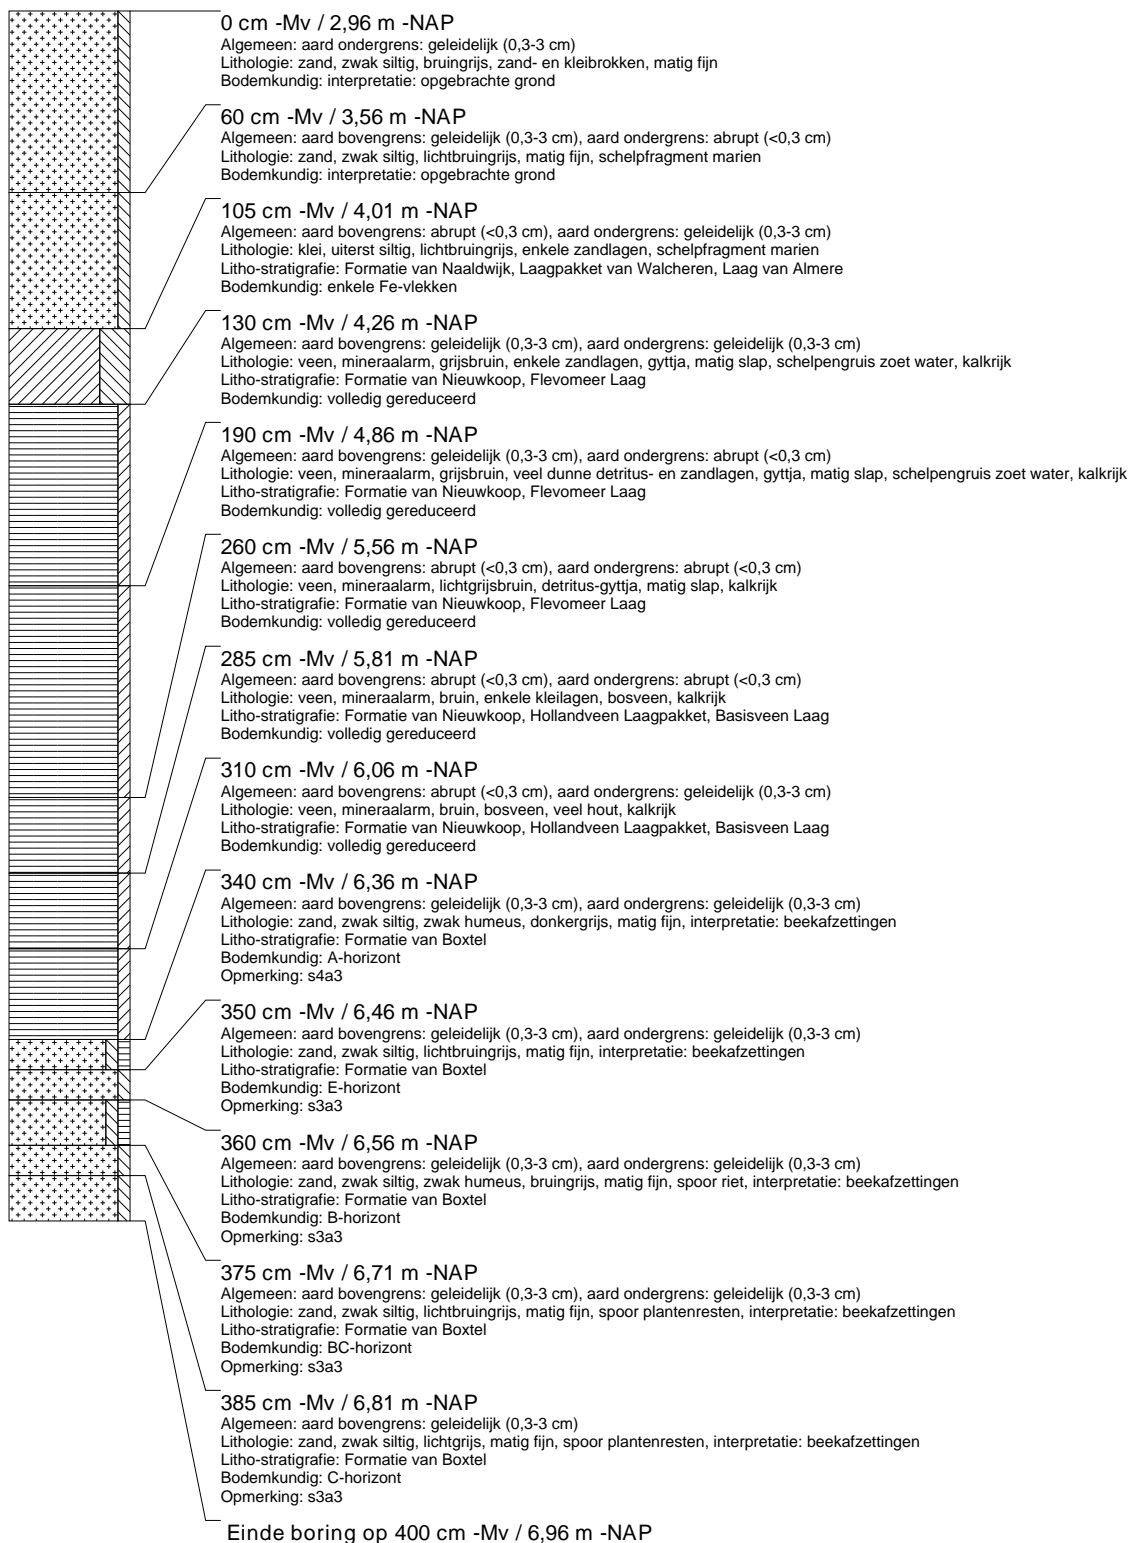 0 cm -Mv / 2,96 m -NAP
Algemeen: aard ondergrens: geleidelijk (0,3-3 cm)
Lithologie: zand, zwak siltig, bruingrijs, zand- en kleibrokken, matig fijn
Bodemkundig: interpretatie: opgebrachte grond
60 cm -Mv / 3,56 m -NAP
Algemeen: aard bovengrens: geleidelijk (0,3-3 cm), aard ondergrens: abrupt (<0,3 cm)
Lithologie: zand, zwak siltig, lichtbruingrijs, matig fijn, schelpfragment marien
Bodemkundig: interpretatie: opgebrachte grond
105 cm -Mv / 4,01 m -NAP
Algemeen: aard bovengrens: abrupt (<0,3 cm), aard ondergrens: geleidelijk (0,3-3 cm)
Lithologie: klei, uiterst siltig, lichtbruingrijs, enkele zandlagen, schelpfragment marien
Litho-stratigrafie: Formatie van Naaldwijk, Laagpakket van Walcheren, Laag van Almere
Bodemkundig: enkele Fe-vlekken
130 cm -Mv / 4,26 m -NAP
Algemeen: aard bovengrens: geleidelijk (0,3-3 cm), aard ondergrens: geleidelijk (0,3-3 cm)
Lithologie: veen, mineraalarm, grijsbruin, enkele zandlagen, gyttja, matig slap, schelpengruis zoet water, kalkrijk
Litho-stratigrafie: Formatie van Nieuwkoop, Flevomeer Laag
Bodemkundig: volledig gereduceerd
190 cm -Mv / 4,86 m -NAP
Algemeen: aard bovengrens: geleidelijk (0,3-3 cm), aard ondergrens: abrupt (<0,3 cm)
Lithologie: veen, mineraalarm, grijsbruin, veel dunne detritus- en zandlagen, gyttja, matig slap, schelpengruis zoet water, kalkrijk
Litho-stratigrafie: Formatie van Nieuwkoop, Flevomeer Laag
Bodemkundig: volledig gereduceerd
260 cm -Mv / 5,56 m -NAP
Algemeen: aard bovengrens: abrupt (<0,3 cm), aard ondergrens: abrupt (<0,3 cm)
Lithologie: veen, mineraalarm, lichtgrijsbruin, detritus-gyttja, matig slap, kalkrijk
Litho-stratigrafie: Formatie van Nieuwkoop, Flevomeer Laag
Bodemkundig: volledig gereduceerd
285 cm -Mv / 5,81 m -NAP
Algemeen: aard bovengrens: abrupt (<0,3 cm), aard ondergrens: abrupt (<0,3 cm)
Lithologie: veen, mineraalarm, bruin, enkele kleilagen, bosveen, kalkrijk
Litho-stratigrafie: Formatie van Nieuwkoop, Hollandveen Laagpakket, Basisveen Laag
Bodemkundig: volledig gereduceerd
310 cm -Mv / 6,06 m -NAP
Algemeen: aard bovengrens: abrupt (<0,3 cm), aard ondergrens: geleidelijk (0,3-3 cm)
Lithologie: veen, mineraalarm, bruin, bosveen, veel hout, kalkrijk
Litho-stratigrafie: Formatie van Nieuwkoop, Hollandveen Laagpakket, Basisveen Laag
Bodemkundig: volledig gereduceerd
340 cm -Mv / 6,36 m -NAP
Algemeen: aard bovengrens: geleidelijk (0,3-3 cm), aard ondergrens: geleidelijk (0,3-3 cm)
Lithologie: zand, zwak siltig, zwak humeus, donkergrijs, matig fijn, interpretatie: beekafzettingen
Litho-stratigrafie: Formatie van Boxtel
Bodemkundig: A-horizont
Opmerking: s4a3
350 cm -Mv / 6,46 m -NAP
Algemeen: aard bovengrens: geleidelijk (0,3-3 cm), aard ondergrens: geleidelijk (0,3-3 cm)
Lithologie: zand, zwak siltig, lichtbruingrijs, matig fijn, interpretatie: beekafzettingen
Litho-stratigrafie: Formatie van Boxtel
Bodemkundig: E-horizont
Opmerking: s3a3
360 cm -Mv / 6,56 m -NAP
Algemeen: aard bovengrens: geleidelijk (0,3-3 cm), aard ondergrens: geleidelijk (0,3-3 cm)
Lithologie: zand, zwak siltig, zwak humeus, bruingrijs, matig fijn, spoor riet, interpretatie: beekafzettingen
Litho-stratigrafie: Formatie van Boxtel
Bodemkundig: B-horizont
Opmerking: s3a3
375 cm -Mv / 6,71 m -NAP
Algemeen: aard bovengrens: geleidelijk (0,3-3 cm), aard ondergrens: geleidelijk (0,3-3 cm)
Lithologie: zand, zwak siltig, lichtbruingrijs, matig fijn, spoor plantenresten, interpretatie: beekafzettingen
Litho-stratigrafie: Formatie van Boxtel
Bodemkundig: BC-horizont
Opmerking: s3a3
385 cm -Mv / 6,81 m -NAP
Algemeen: aard bovengrens: geleidelijk (0,3-3 cm)
Lithologie: zand, zwak siltig, lichtgrijs, matig fijn, spoor plantenresten, interpretatie: beekafzettingen
Litho-stratigrafie: Formatie van Boxtel
Bodemkundig: C-horizont
Opmerking: s3a3
Einde boring op 400 cm -Mv / 6,96 m -NAP